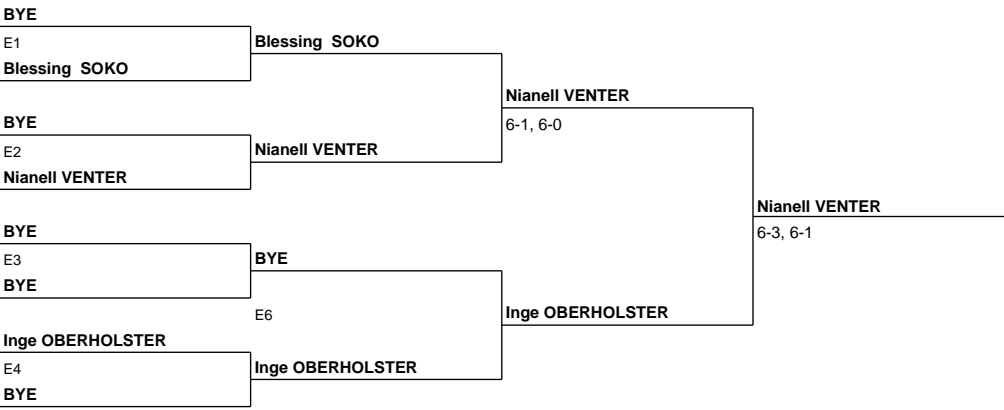 BYE
E1
Blessing SOKO
Blessing SOKO
BYE
E2
Nianell VENTER
Nianell VENTER
Nianell VENTER
6-1, 6-0
BYE
E3
BYE
BYE
E6
Inge OBERHOLSTER
E4
BYE
Inge OBERHOLSTER
Inge OBERHOLSTER
Nianell VENTER
6-3, 6-1